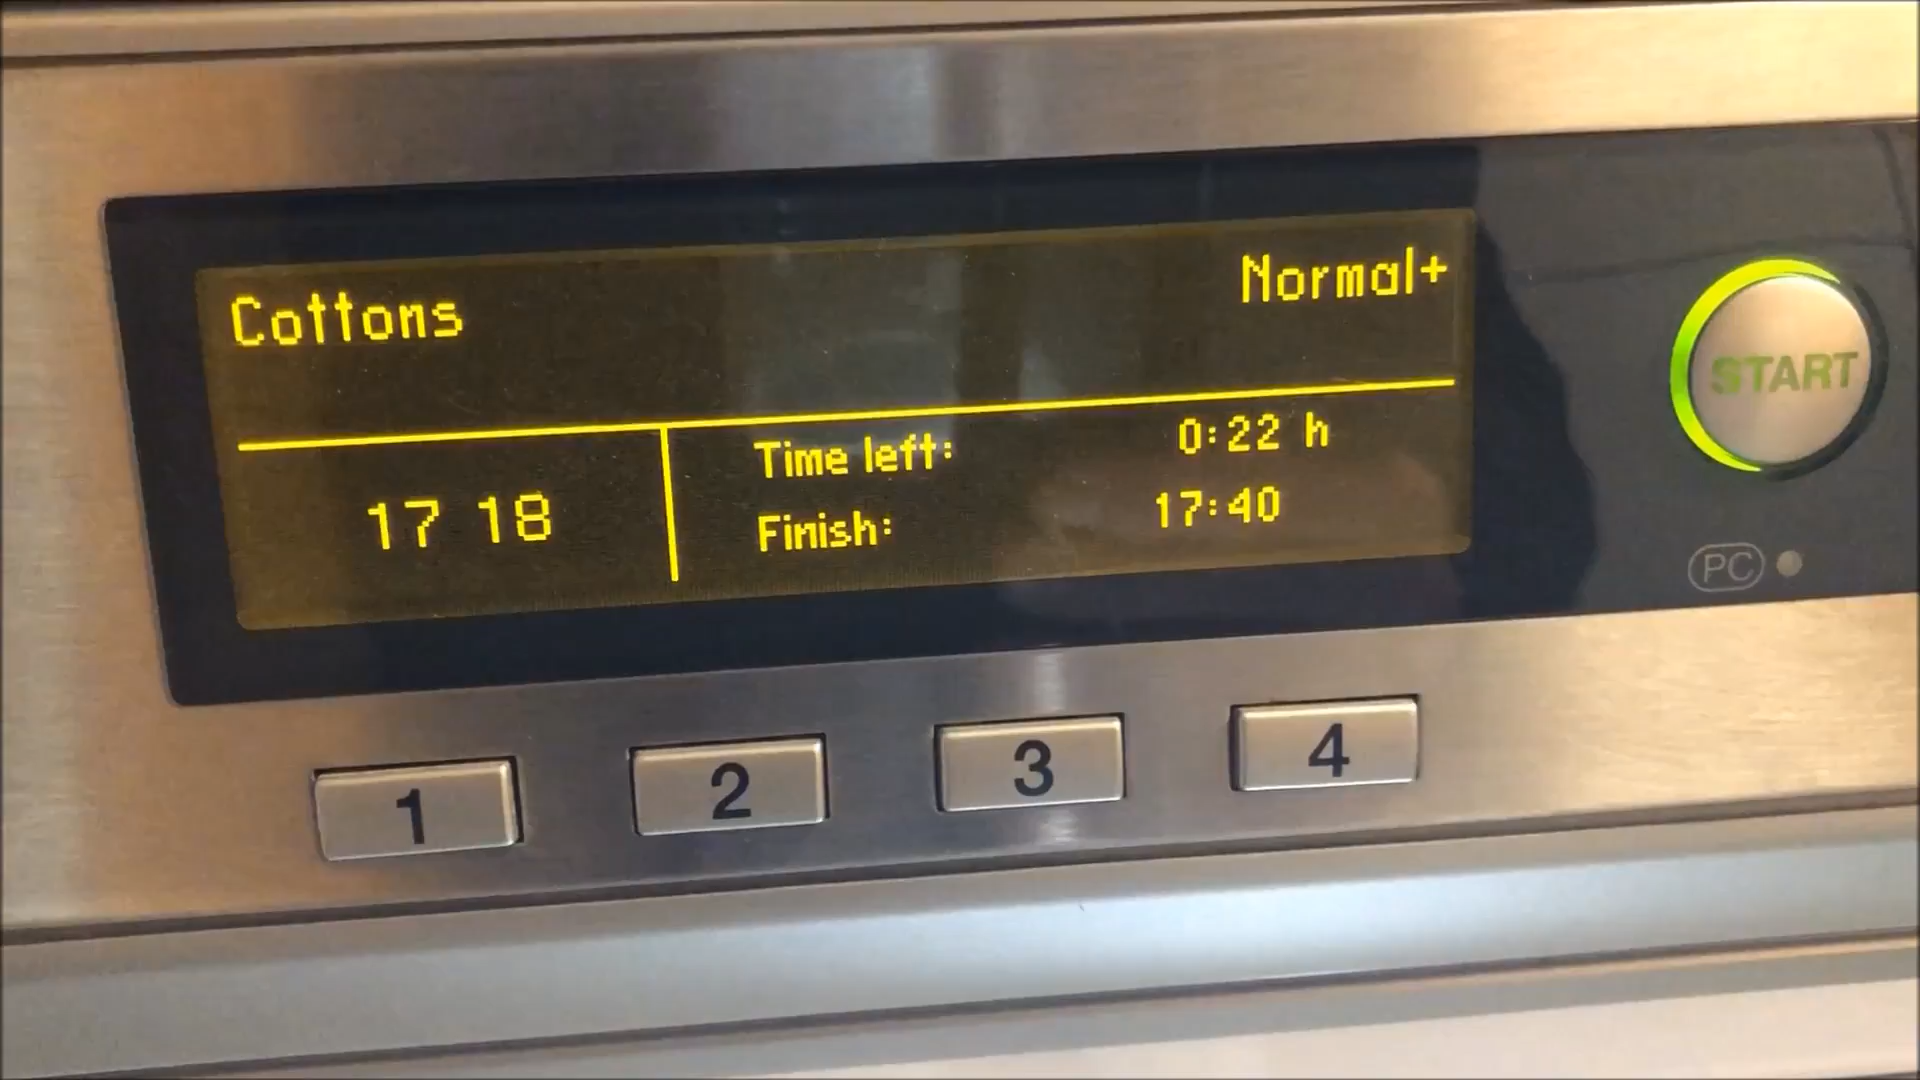 Cottons Normal+
17 18
Time left: 0:22 h
Finish: 17:40
START
PC
1 2 3 4